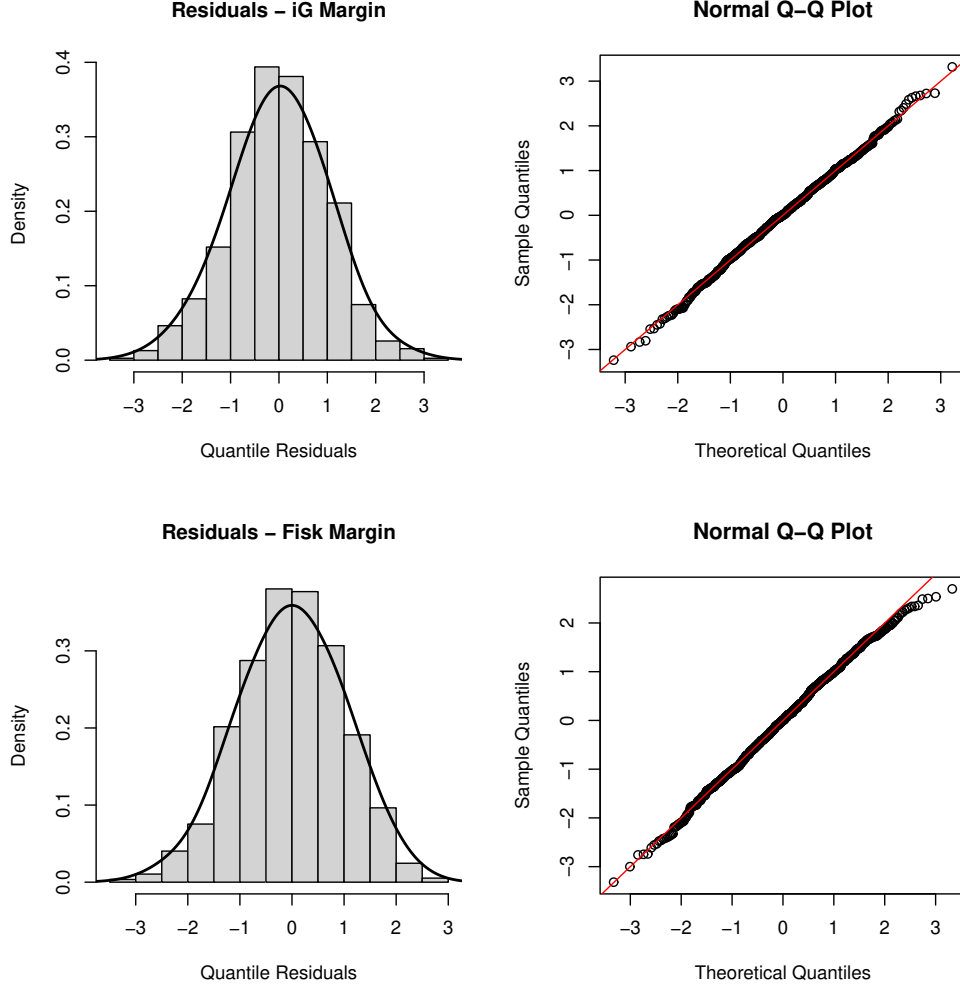 Residuals − iG Margin
Density
0.0 0.1 0.2 0.3 0.4
−3 −2 −1 0 1 2 3
Quantile Residuals
Normal Q−Q Plot
Sample Quantiles
−3 −2 −1 0 1 2 3
−3 −2 −1 0 1 2 3
Theoretical Quantiles
Residuals − Fisk Margin
Density
0.0 0.1 0.2 0.3
−3 −2 −1 0 1 2 3
Quantile Residuals
Normal Q−Q Plot
Sample Quantiles
−3 −2 −1 0 1 2
−3 −2 −1 0 1 2 3
Theoretical Quantiles